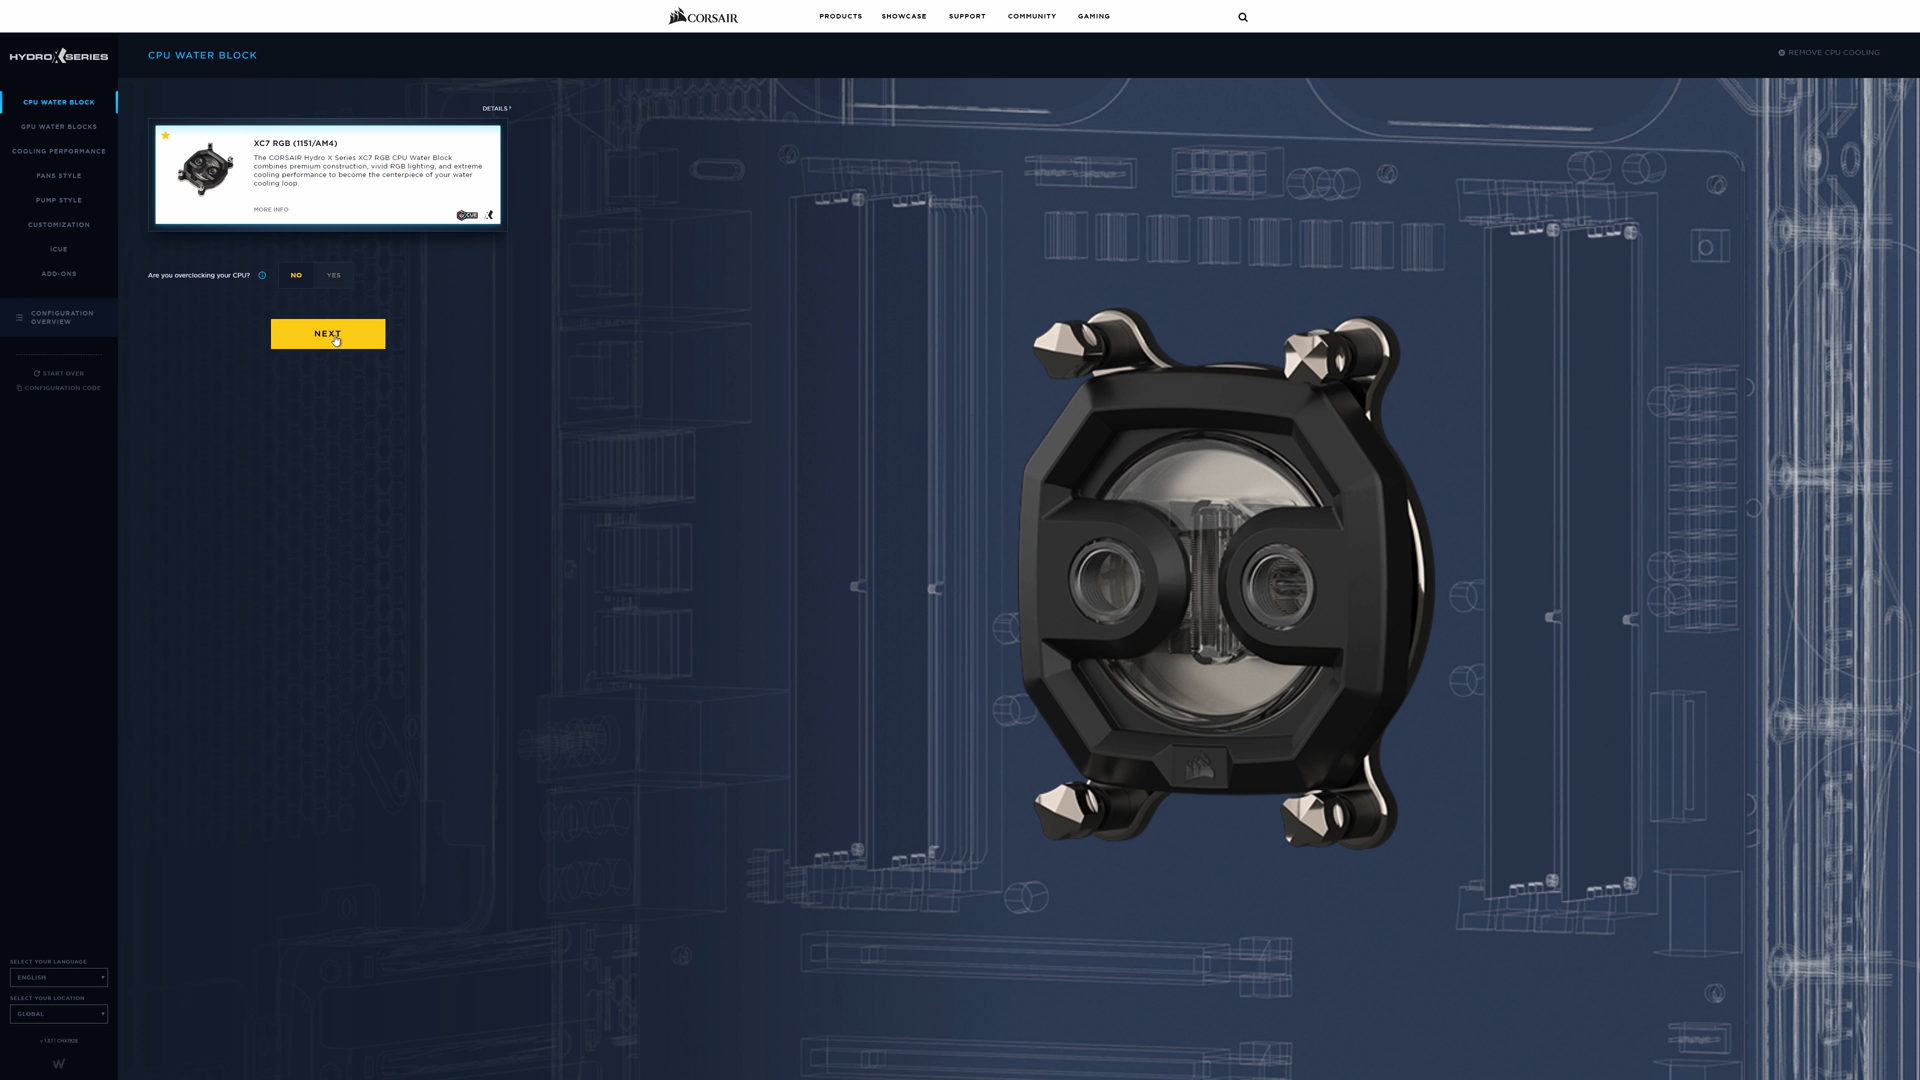 CORSAIR
PRODUCTS
SHOWCASE
SUPPORT
COMMUNITY
GAMING
HYDRO X SERIES
CPU WATER BLOCK
REMOVE CPU COOLING
CPU WATER BLOCK
GPU WATER BLOCKS
COOLING PERFORMANCE
FANS STYLE
PUMP STYLE
CUSTOMIZATION
iCUE
ADD-ONS
CONFIGURATION
OVERVIEW
START OVER
CONFIGURATION CODE
DETAILS
XC7 RGB (1151/AM4)
The CORSAIR Hydro X Series XC7 RGB CPU Water Block
combines premium construction, vivid RGB lighting, and extreme
cooling performance to become the centerpiece of your water
cooling loop.
MORE INFO
Are you overclocking your CPU?
NO
YES
NEXT
SELECT YOUR LANGUAGE
ENGLISH
SELECT YOUR LOCATION
GLOBAL